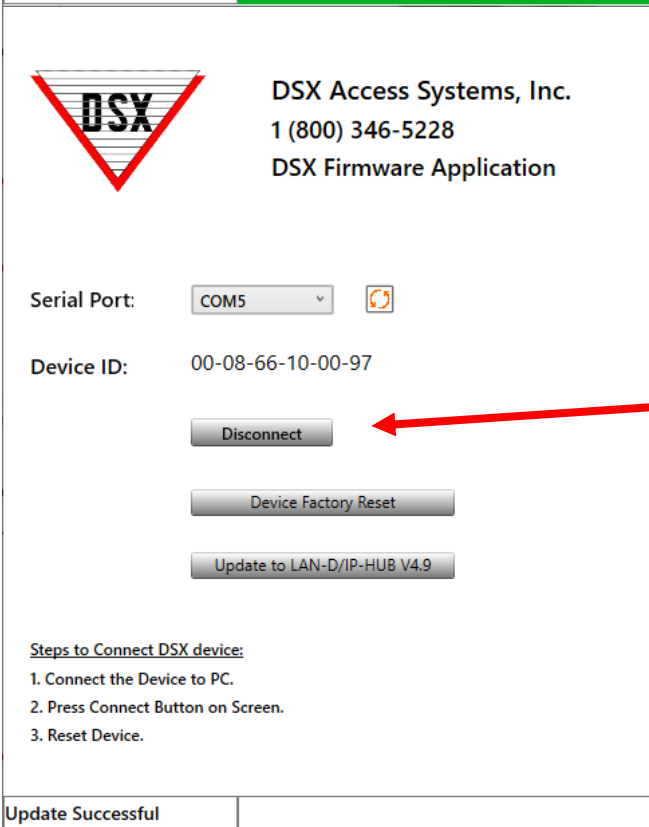 DSX
DSX Access Systems, Inc.
1 (800) 346-5228
DSX Firmware Application
Serial Port:
COM5
Device ID:
00-08-66-10-00-97
Disconnect
Device Factory Reset
Update to LAN-D/IP-HUB V4.9
Steps to Connect DSX device:
1. Connect the Device to PC.
2. Press Connect Button on Screen.
3. Reset Device.
Update Successful